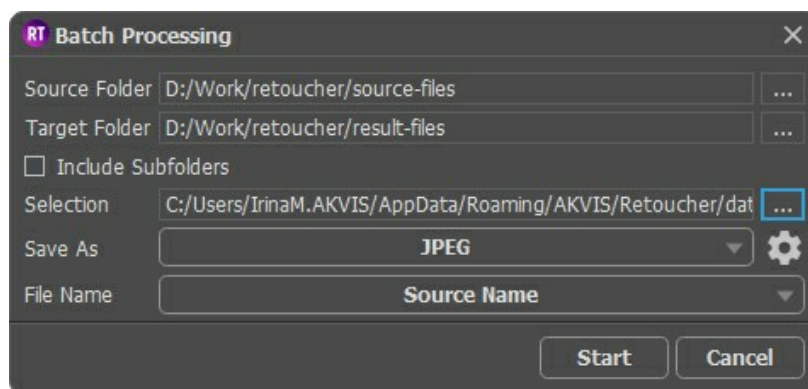 RT Batch Processing
Source Folder D:/Work/retoucher/source-files ...
Target Folder D:/Work/retoucher/result-files ...
Include Subfolders
Selection C:/Users/IrinaM.AKVIS/AppData/Roaming/AKVIS/Retoucher/dat ...
Save As JPEG
File Name Source Name
Start Cancel